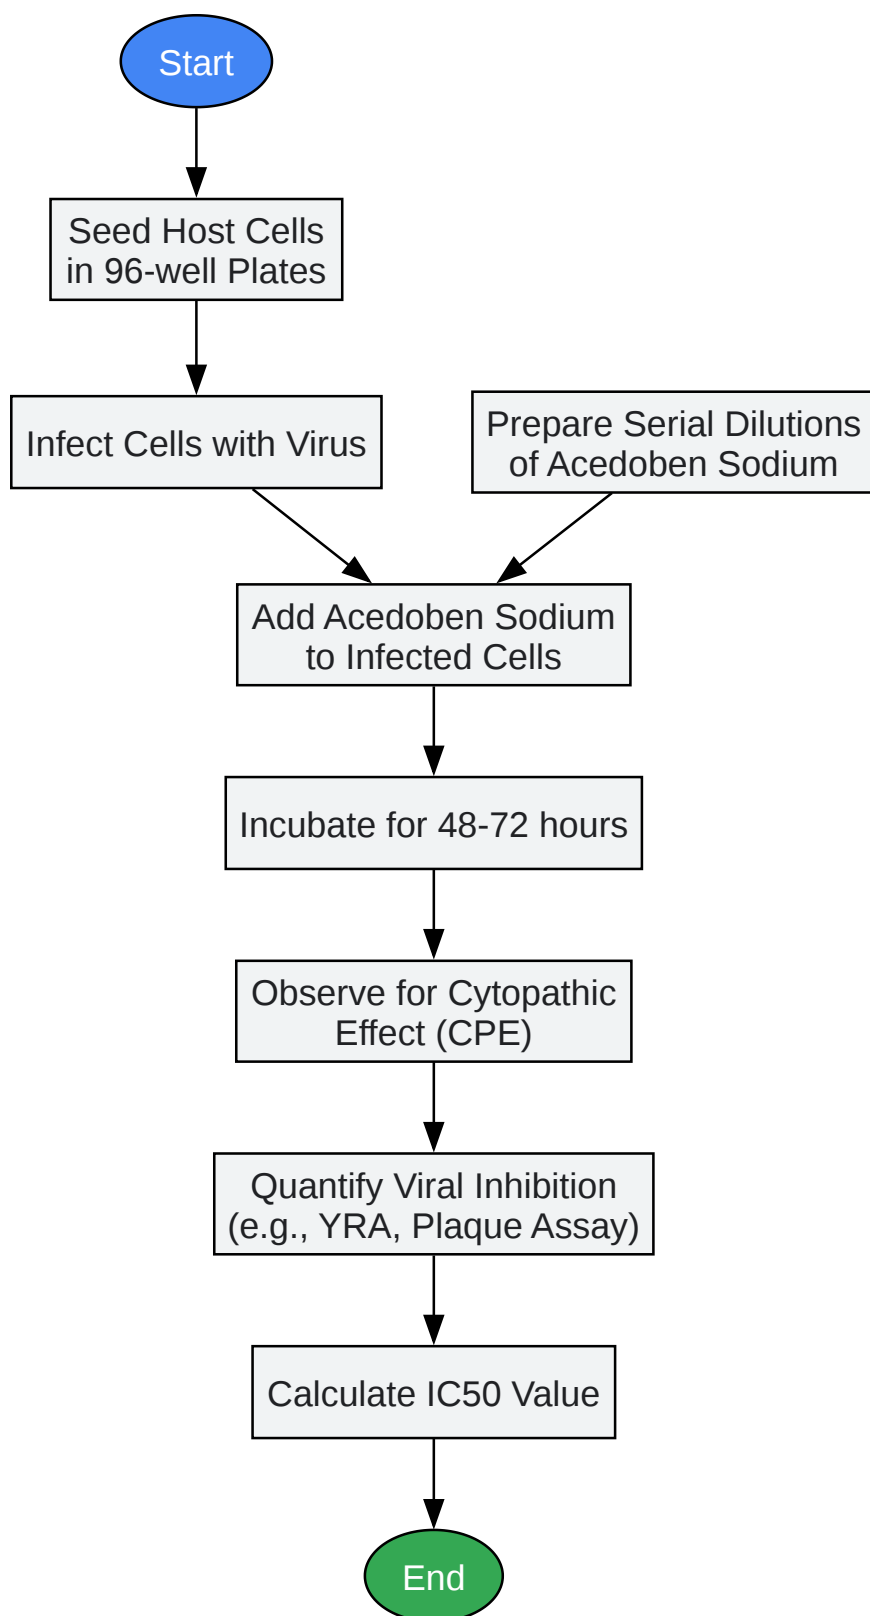 Start
Seed Host Cells
in 96-well Plates
Infect Cells with Virus
Prepare Serial Dilutions
of Acedoben Sodium
Add Acedoben Sodium
to Infected Cells
Incubate for 48-72 hours
Observe for Cytopathic
Effect (CPE)
Quantify Viral Inhibition
(e.g., YRA, Plaque Assay)
Calculate IC50 Value
End